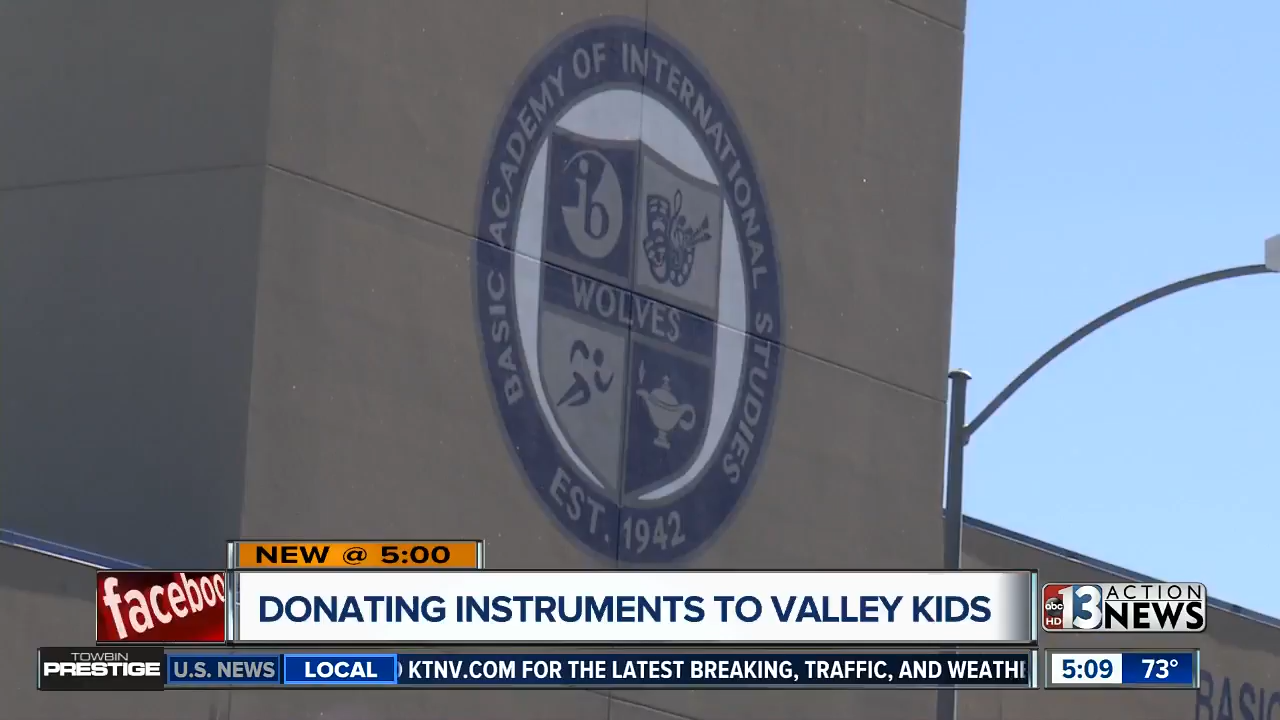 BASIC ACADEMY OF INTERNATIONAL STUDIES
ib
WOLVES
EST. 1942
NEW @ 5:00
faceboo
DONATING INSTRUMENTS TO VALLEY KIDS
abc HD 13 ACTION NEWS
TOWBIN
PRESTIGE
U.S. NEWS
LOCAL
KTNV.COM FOR THE LATEST BREAKING, TRAFFIC, AND WEATH
5:09
73°
BASIC